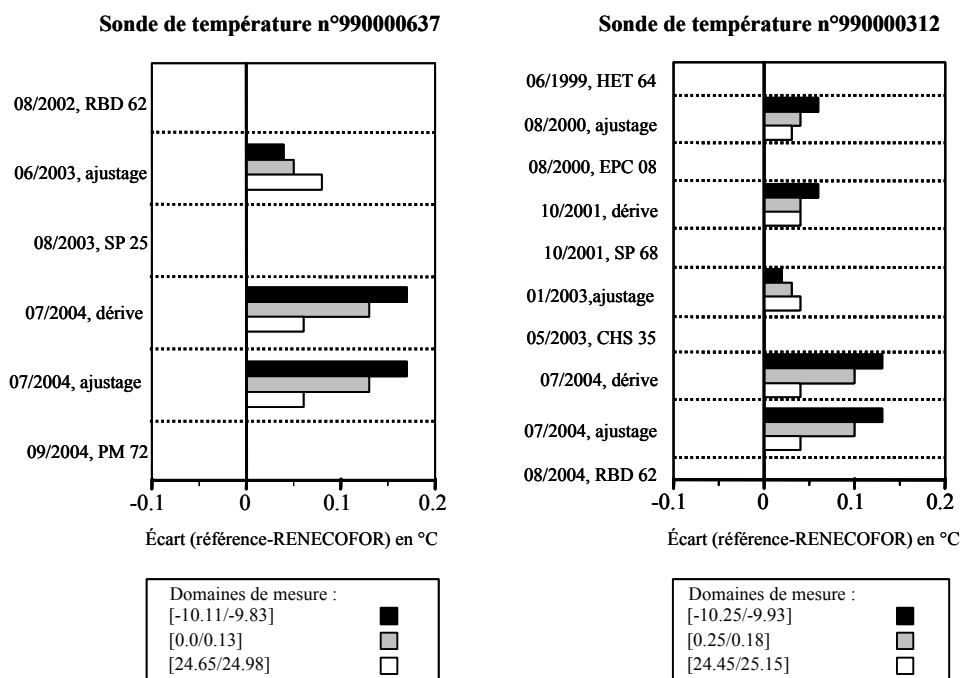 Sonde de température n°990000637
08/2002, RBD 62
06/2003, ajustage
08/2003, SP 25
07/2004, dérive
07/2004, ajustage
09/2004, PM 72
-0.1 0 0.1 0.2
Écart (référence-RENECOFOR) en °C
Domaines de mesure :
[-10.11/-9.83]
[0.0/0.13]
[24.65/24.98]
Sonde de température n°990000312
06/1999, HET 64
08/2000, ajustage
08/2000, EPC 08
10/2001, dérive
10/2001, SP 68
01/2003,ajustage
05/2003, CHS 35
07/2004, dérive
07/2004, ajustage
08/2004, RBD 62
-0.1 0 0.1 0.2
Écart (référence-RENECOFOR) en °C
Domaines de mesure :
[-10.25/-9.93]
[0.25/0.18]
[24.45/25.15]